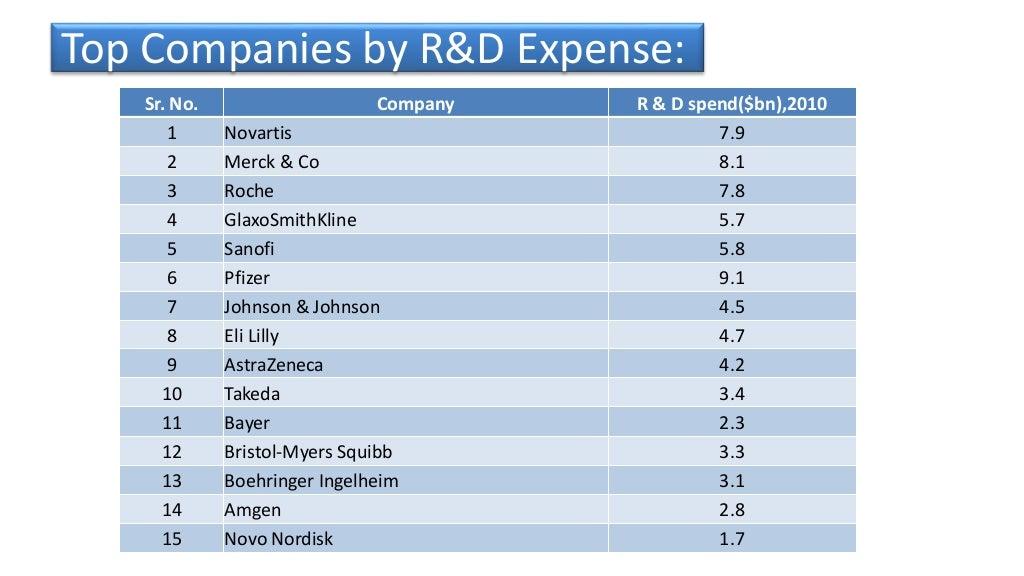 Top Companies by R&D Expense:
Sr. No. Company R & D spend($bn),2010
1 Novartis 7.9
2 Merck & Co 8.1
3 Roche 7.8
4 GlaxoSmithKline 5.7
5 Sanofi 5.8
6 Pfizer 9.1
7 Johnson & Johnson 4.5
8 Eli Lilly 4.7
9 AstraZeneca 4.2
10 Takeda 3.4
11 Bayer 2.3
12 Bristol-Myers Squibb 3.3
13 Boehringer Ingelheim 3.1
14 Amgen 2.8
15 Novo Nordisk 1.7